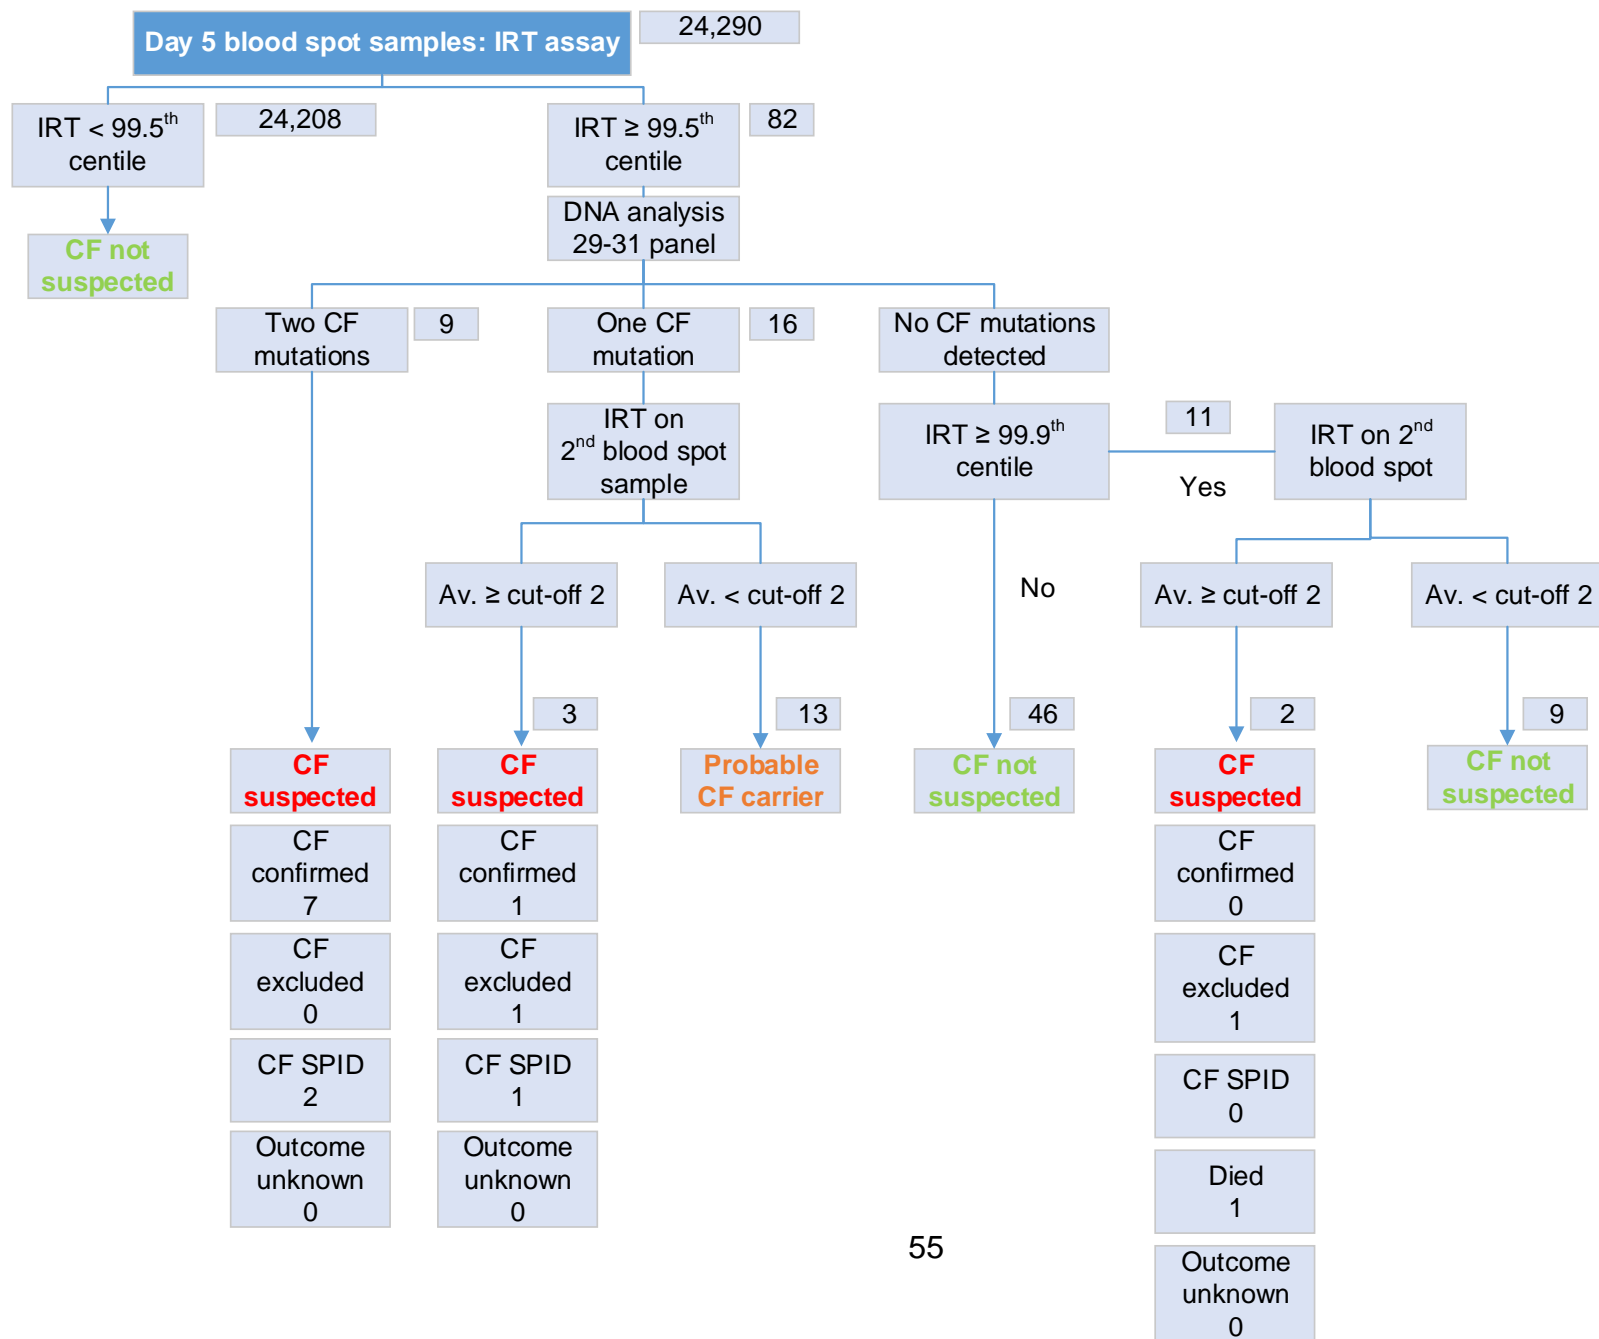 Day 5 blood spot samples: IRT assay
24,290
IRT < 99.5th
centile
24,208
IRT ≥ 99.5th
centile
82
CF not
suspected
DNA analysis
29-31 panel
Two CF
mutations
9
One CF
mutation
16
No CF mutations
detected
IRT on
2nd blood spot
sample
IRT ≥ 99.9th
centile
11
Yes
IRT on 2nd
blood spot
No
Av. ≥ cut-off 2
Av. < cut-off 2
Av. ≥ cut-off 2
Av. < cut-off 2
3
13
46
2
9
CF
suspected
CF
suspected
Probable
CF carrier
CF not
suspected
CF
suspected
CF not
suspected
CF
confirmed
7
CF
confirmed
1
CF
confirmed
0
CF
excluded
0
CF
excluded
1
CF
excluded
1
CF SPID
2
CF SPID
1
CF SPID
0
Outcome
unknown
0
Outcome
unknown
0
Died
1
55
Outcome
unknown
0